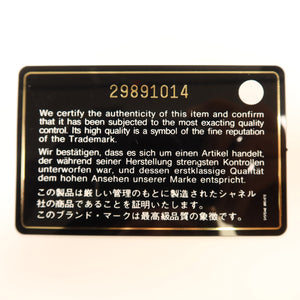 29891014
We certify the authenticity of this item and confirm
that it has been subjected to the most exacting quality
control. Its high quality is a symbol of the fine reputation
of the Trademark.
Wir bestätigen, dass es sich um einen Artikel handelt,
der während seiner Herstellung strengsten Kontrollen
unterworfen war, und dessen erstklassige Qualität
dem hohen Ansehen unserer Marke entspricht.
この製品は厳しい管理のもとに製造されたシャネル
社の商品であることを証明いたします。
このブランド・マークは最高級品質の象徴です。